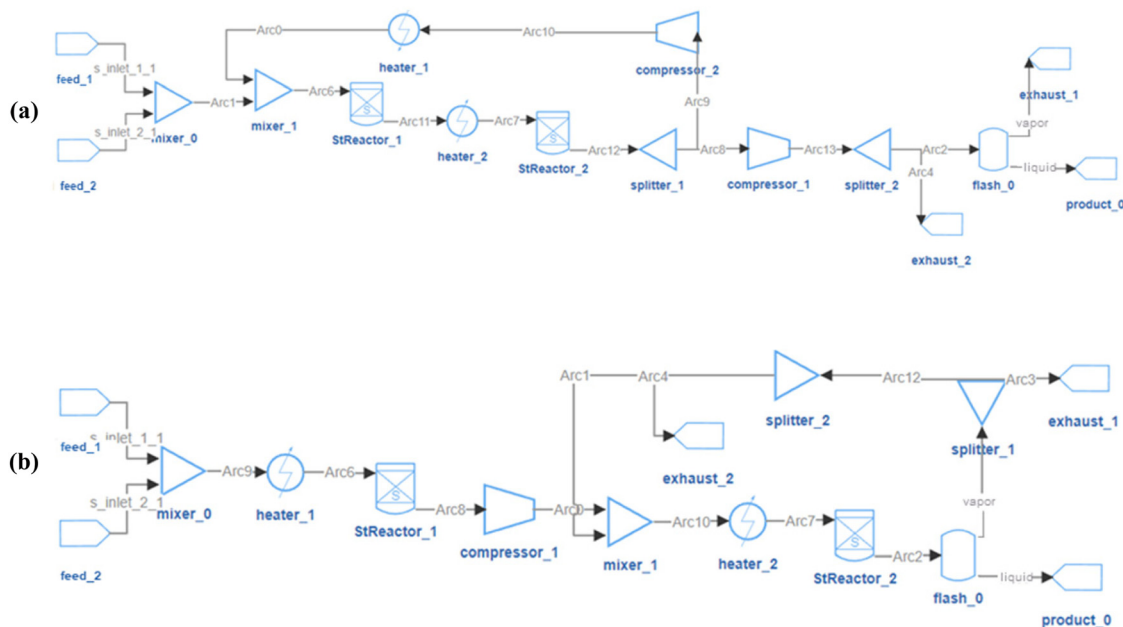 (a)
feed_1
s_inlet_1_1
feed_2
s_inlet_2_1
mixer_0
Arc1
Arc0
heater_1
Arc10
compressor_2
mixer_1
Arc6
StReactor_1
Arc11
heater_2
Arc7
StReactor_2
Arc12
splitter_1
Arc9
Arc8
compressor_1
Arc13
splitter_2
Arc2
Arc4
exhaust_2
flash_0
vapor
exhaust_1
liquid
product_0
(b)
feed_1
s_inlet_1_1
feed_2
s_inlet_2_1
mixer_0
Arc9
heater_1
Arc6
StReactor_1
Arc8
compressor_1
Arc0
Arc1
Arc4
exhaust_2
splitter_2
Arc12
Arc3
exhaust_1
splitter_1
vapor
mixer_1
Arc10
heater_2
Arc7
StReactor_2
Arc2
flash_0
liquid
product_0